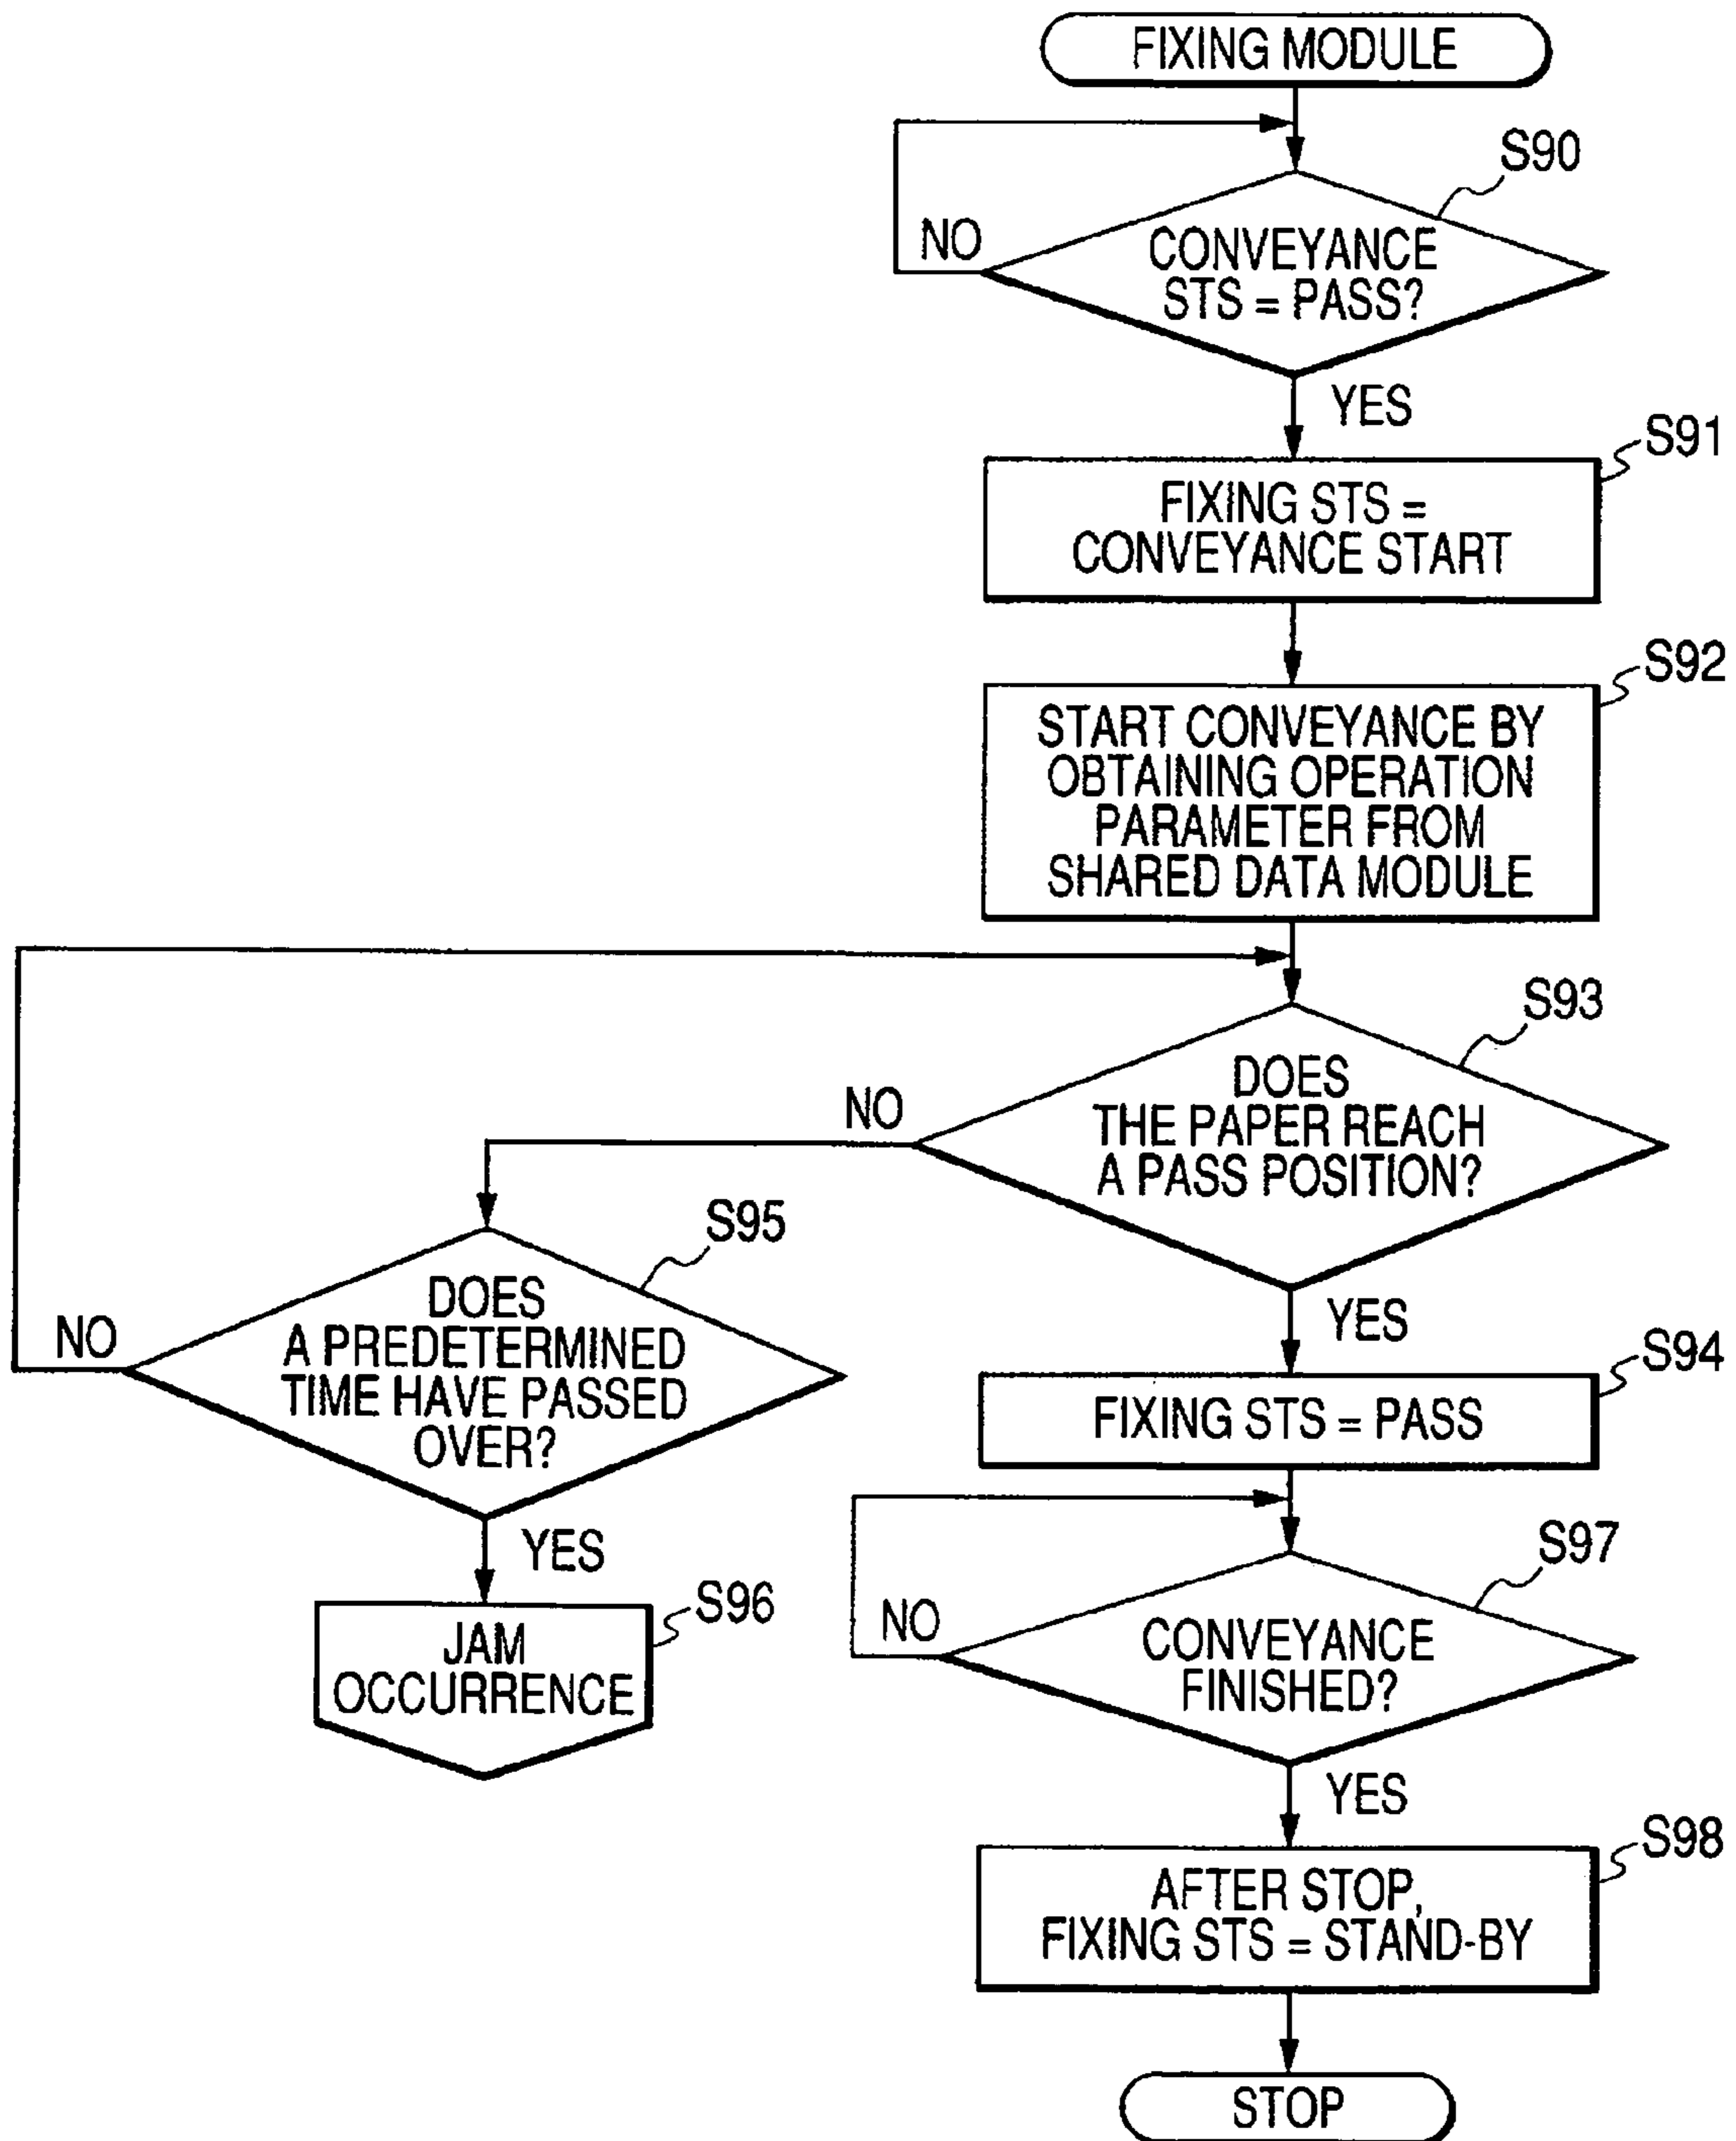 FIXING MODULE
S90
NO
CONVEYANCE
STS = PASS?
YES
S91
FIXING STS =
CONVEYANCE START
S92
START CONVEYANCE BY
OBTAINING OPERATION
PARAMETER FROM
SHARED DATA MODULE
S93
NO
DOES
THE PAPER REACH
A PASS POSITION?
S95
DOES
A PREDETERMINED
TIME HAVE PASSED
OVER?
NO
YES
S94
FIXING STS = PASS
YES
S96
JAM
OCCURRENCE
S97
NO
CONVEYANCE
FINISHED?
YES
S98
AFTER STOP,
FIXING STS = STAND-BY
STOP